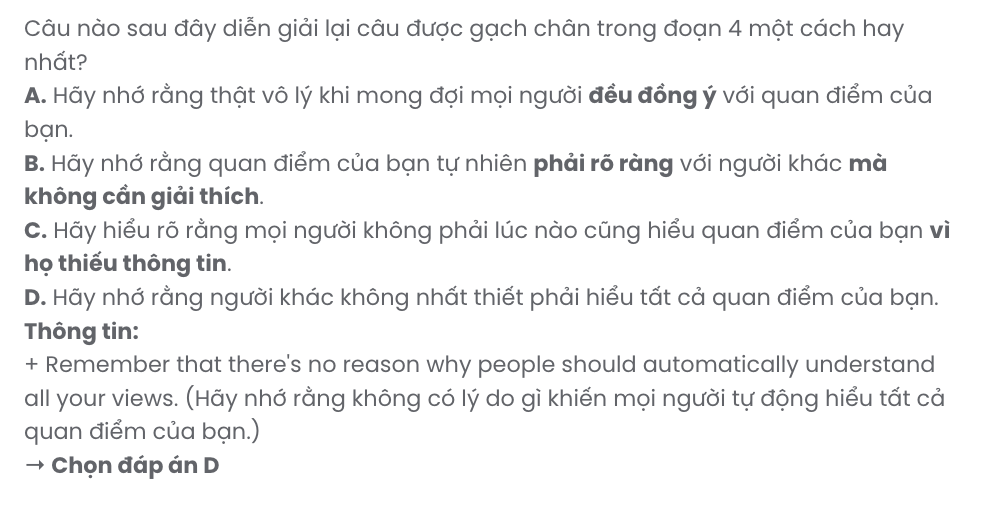 Câu nào sau đây diễn giải lại câu được gạch chân trong đoạn 4 một cách hay
nhất?
A. Hãy nhớ rằng thật vô lý khi mong đợi mọi người đều đồng ý với quan điểm của
bạn.
B. Hãy nhớ rằng quan điểm của bạn tự nhiên phải rõ ràng với người khác mà
không cần giải thích.
C. Hãy hiểu rõ rằng mọi người không phải lúc nào cũng hiểu quan điểm của bạn vì
họ thiếu thông tin.
D. Hãy nhớ rằng người khác không nhất thiết phải hiểu tất cả quan điểm của bạn.
Thông tin:
+ Remember that there's no reason why people should automatically understand
all your views. (Hãy nhớ rằng không có lý do gì khiến mọi người tự động hiểu tất cả
quan điểm của bạn.)
→ Chọn đáp án D